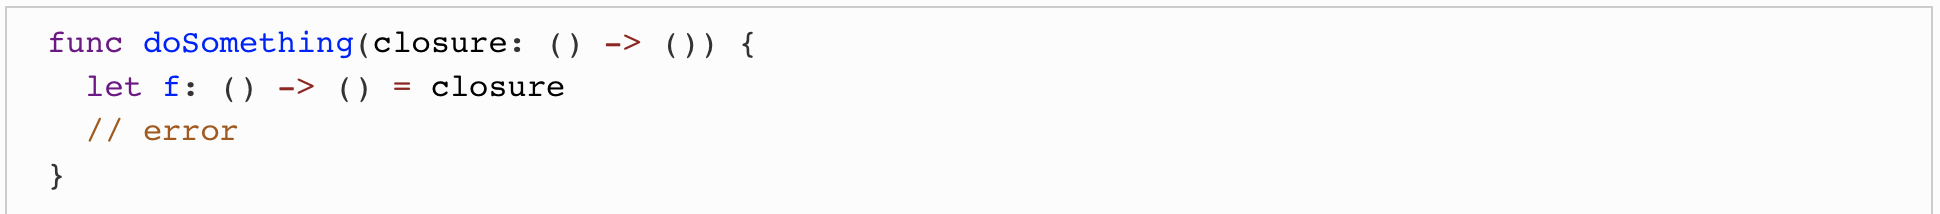 func doSomething(closure: () -> ()) {
  let f: () -> () = closure
  // error
}